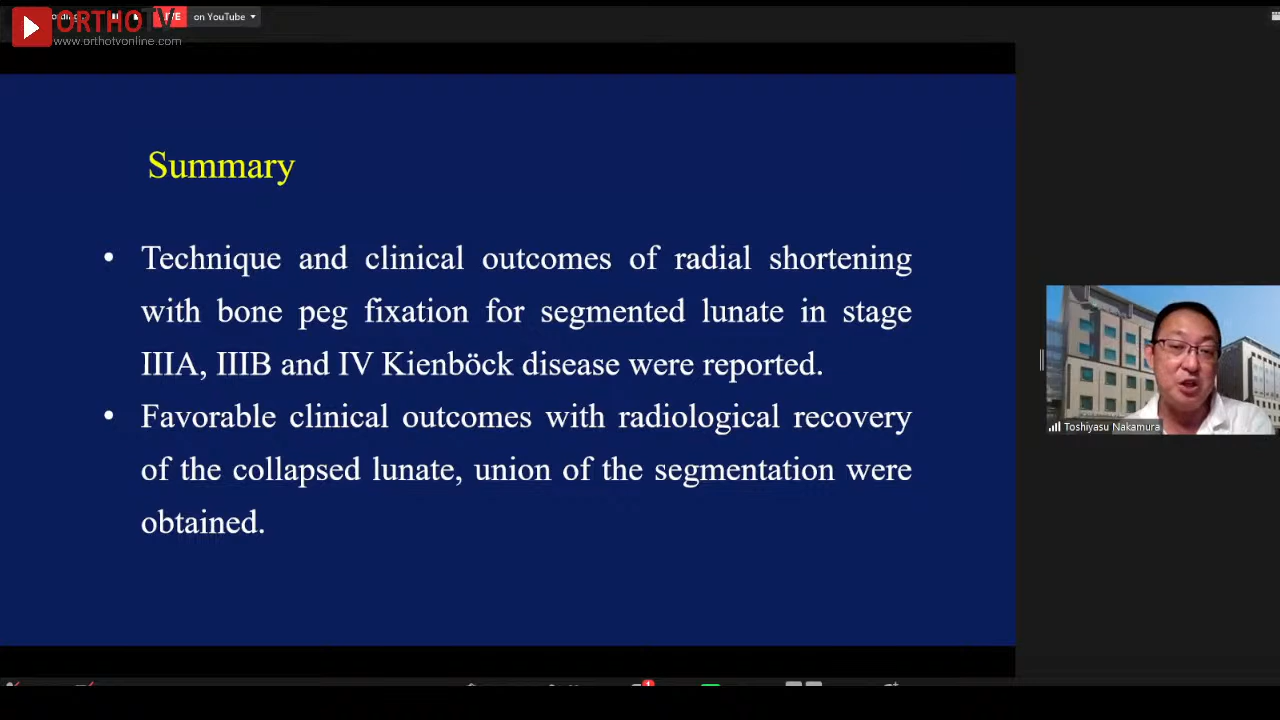 LIVE
on YouTube
ORTHOTV
www.orthotvonline.com
Summary
• Technique and clinical outcomes of radial shortening
with bone peg fixation for segmented lunate in stage
IIIA, IIIB and IV Kienböck disease were reported.
• Favorable clinical outcomes with radiological recovery
of the collapsed lunate, union of the segmentation were
obtained.
Toshiyasu Nakamura
1